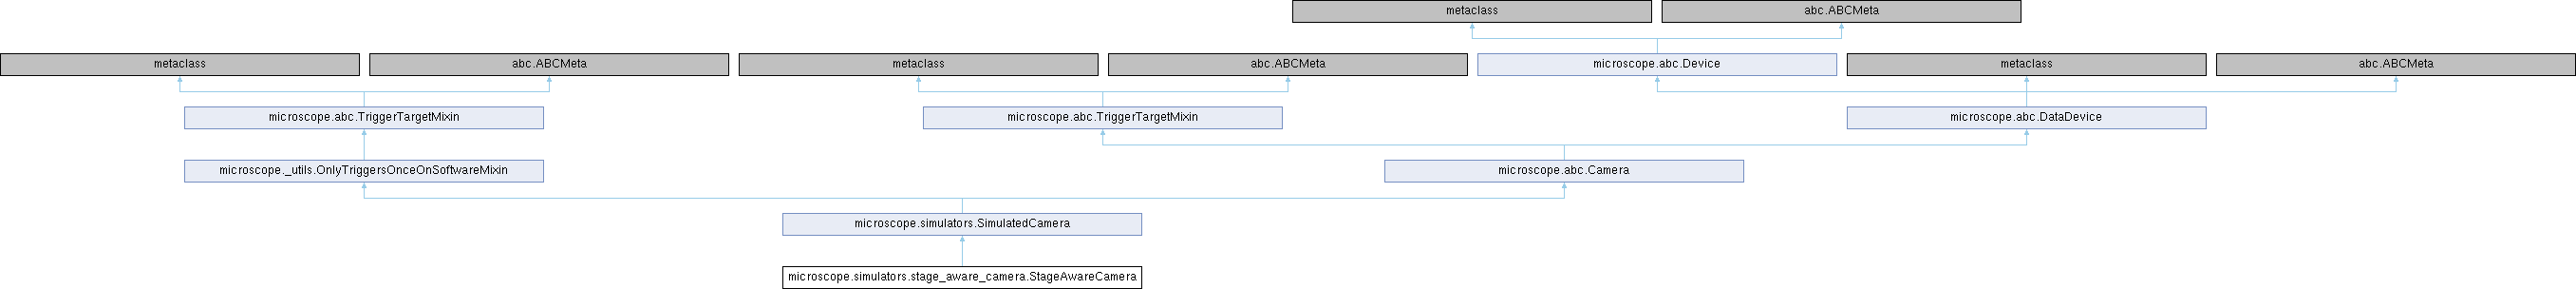 metaclass
abc.ABCMeta
metaclass
abc.ABCMeta
metaclass
abc.ABCMeta
microscope.abc.Device
metaclass
abc.ABCMeta
microscope.abc.TriggerTargetMixin
microscope.abc.TriggerTargetMixin
microscope.abc.DataDevice
microscope._utils.OnlyTriggersOnceOnSoftwareMixin
microscope.abc.Camera
microscope.simulators.SimulatedCamera
microscope.simulators.stage_aware_camera.StageAwareCamera